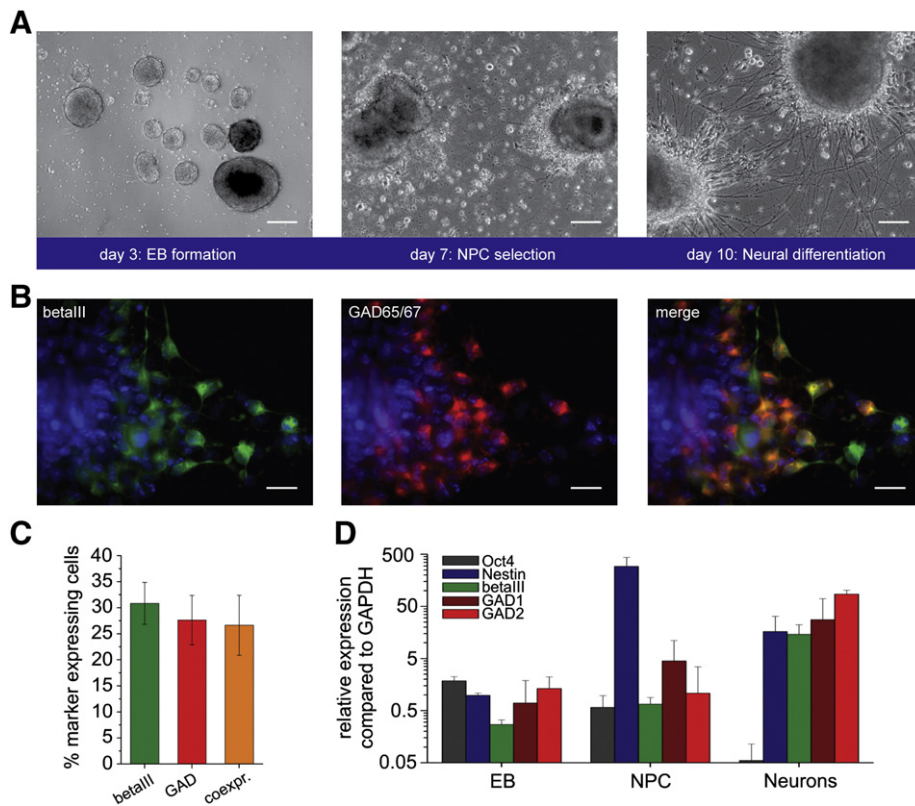 A
day 3: EB formation
day 7: NPC selection
day 10: Neural differentiation
B
betaIII
GAD65/67
merge
C
% marker expressing cells
40
35
30
25
20
15
10
5
0
betaIII
GAD
coexpr.
D
relative expression
compared to GAPDH
500
50
5
0.5
0.05
Oct4
Nestin
betaIII
GAD1
GAD2
EB
NPC
Neurons